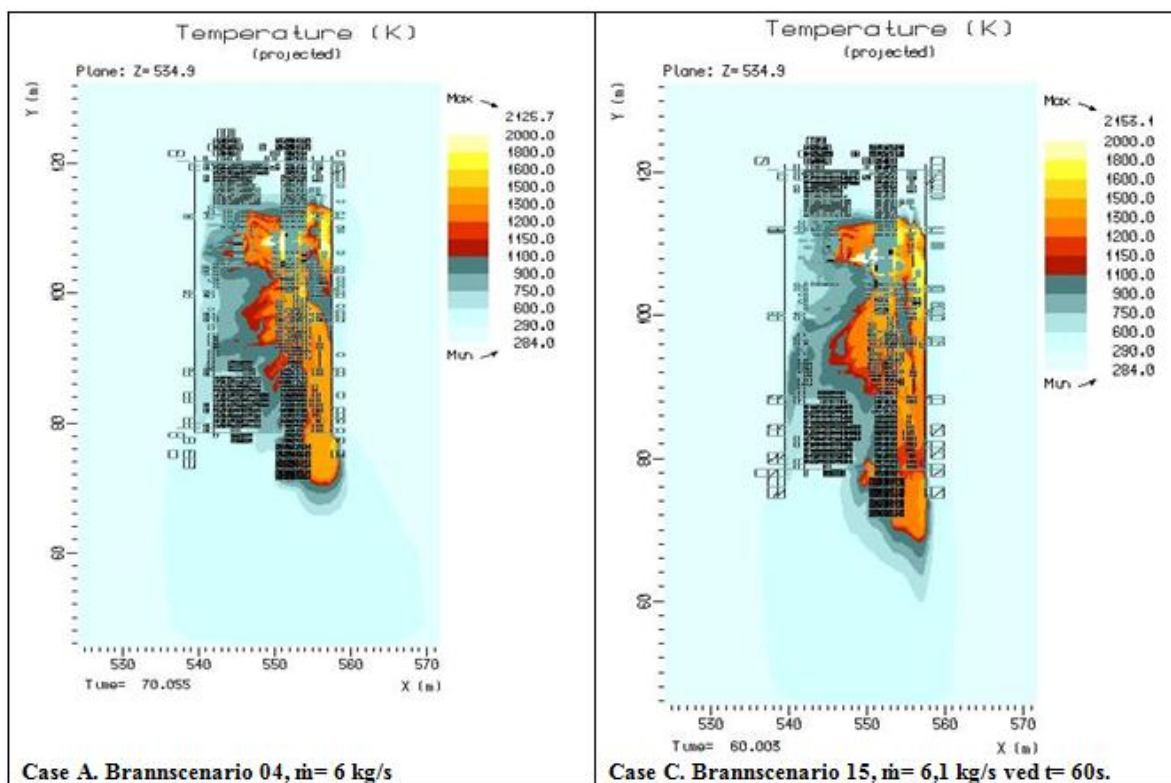 Temperature (K)
(projected)
Plane: Z= 534.9
Y (m)
Max
2125.7
2000.0
1800.0
1600.0
1500.0
1300.0
1200.0
1150.0
1100.0
900.0
750.0
600.0
290.0
284.0
Min
120
100
80
60
530 540 550 560 570
Time= 70.055
X (m)
Case A. Brannscenario 04, ṁ= 6 kg/s
Temperature (K)
(projected)
Plane: Z= 534.9
Y (m)
Max
2000.0
1800.0
1600.0
1500.0
1300.0
1200.0
1150.0
1100.0
900.0
750.0
600.0
290.0
284.0
Min
120
100
80
60
530 540 550 560 570
Time= 60.003
X (m)
Case C. Brannscenario 15, ṁ= 6,1 kg/s ved t= 60s.